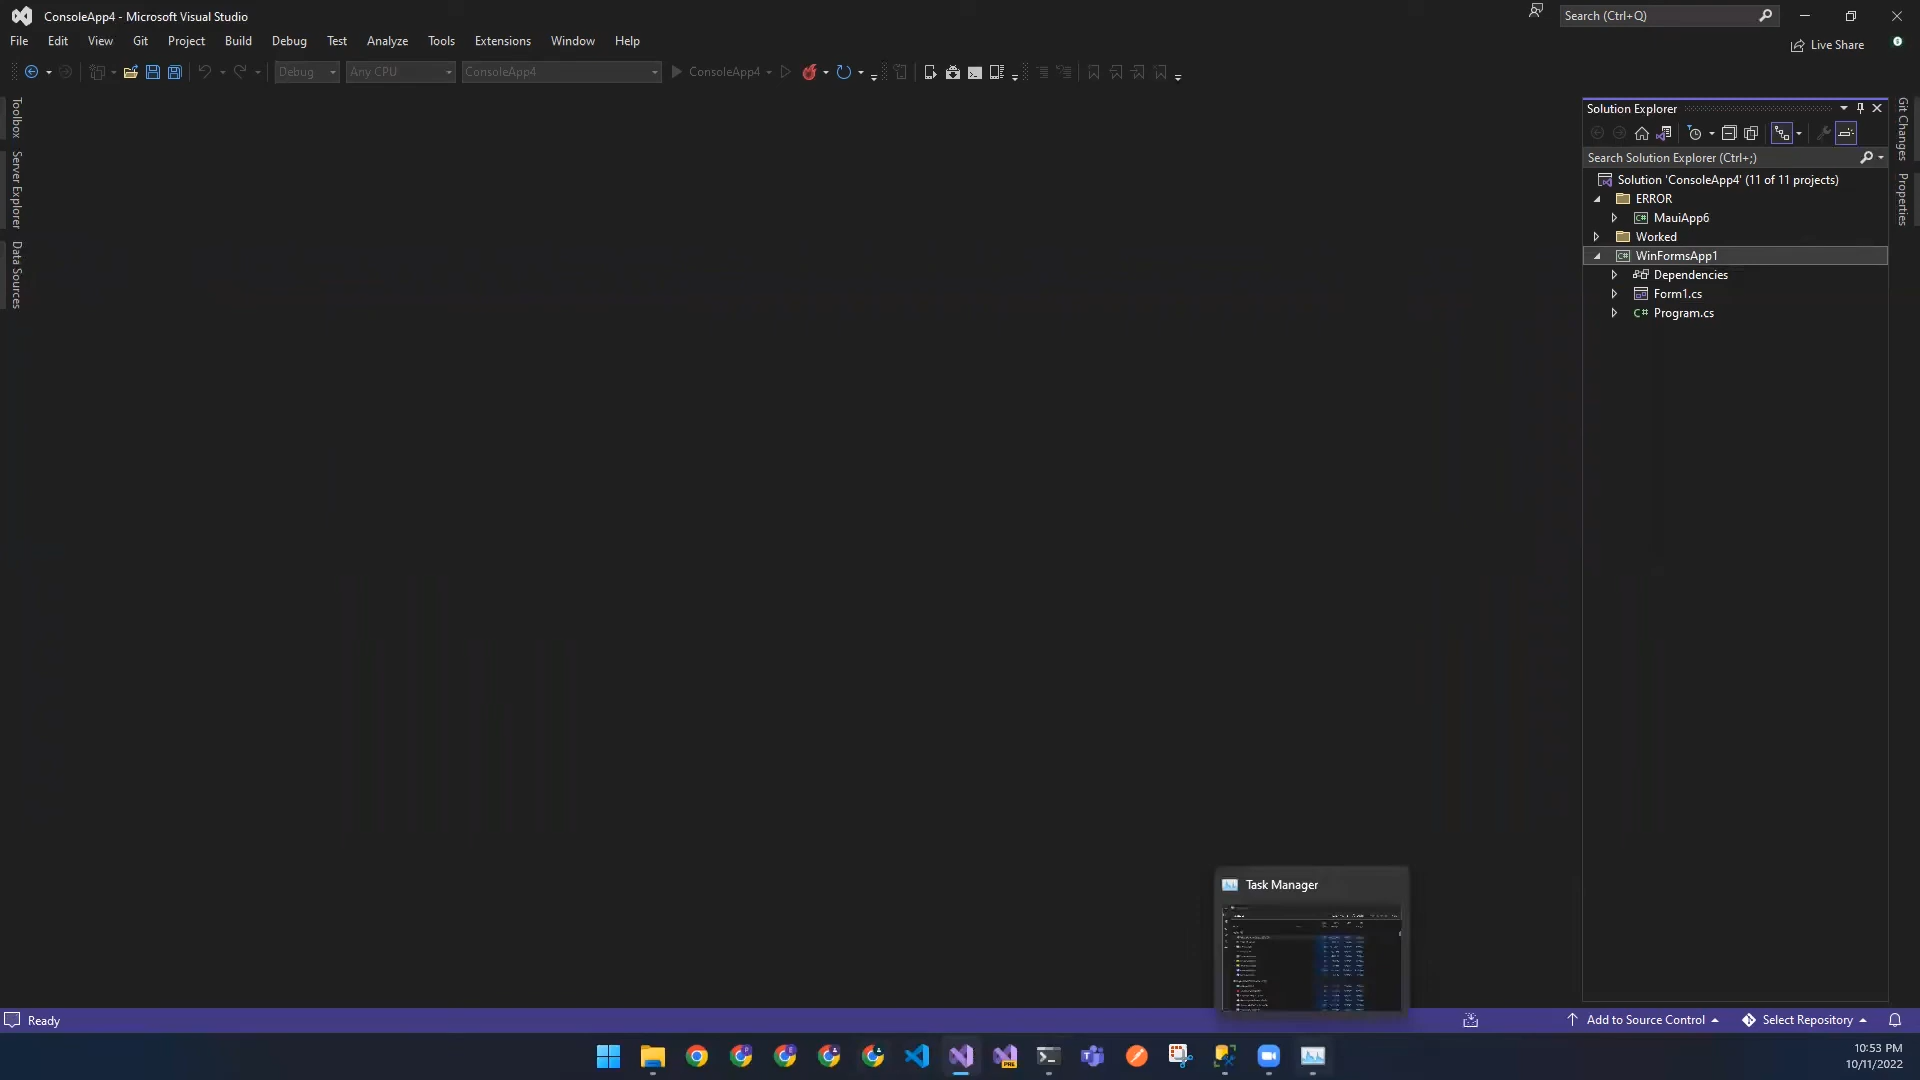 ConsoleApp4 - Microsoft Visual Studio
Search (Ctrl+Q)
File Edit View Git Project Build Debug Test Analyze Tools Extensions Window Help
Live Share
Debug Any CPU ConsoleApp4 ConsoleApp4
Toolbox
Server Explorer
Data Sources
Solution Explorer
Search Solution Explorer (Ctrl+;)
Solution 'ConsoleApp4' (11 of 11 projects)
ERROR
C# MauiApp6
Worked
C# WinFormsApp1
Dependencies
Form1.cs
C# Program.cs
Git Changes
Properties
Task Manager
Ready
Add to Source Control
Select Repository
PRE
10:53 PM
10/11/2022